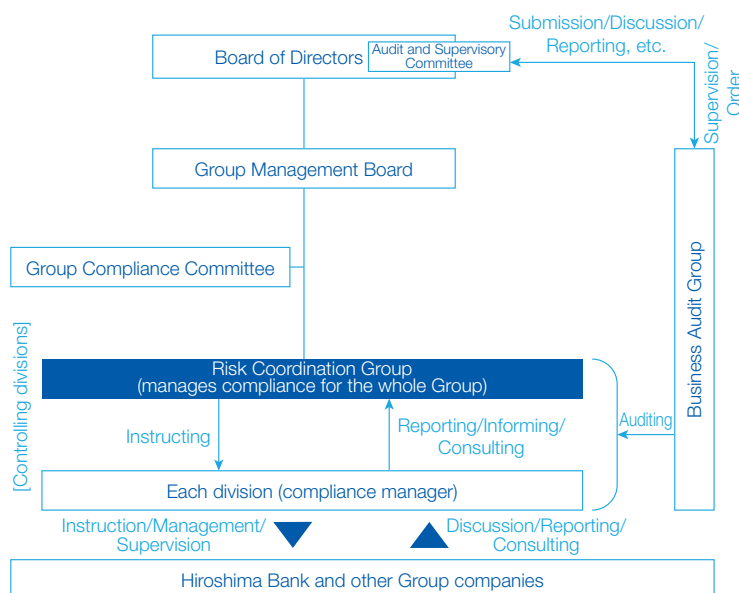 Submission/Discussion/
Reporting, etc.
Board of Directors
Audit and Supervisory
Committee
Supervision/
Order
Group Management Board
Group Compliance Committee
Business Audit Group
[Controlling divisions]
Risk Coordination Group
(manages compliance for the whole Group)
Instructing
Reporting/Informing/
Consulting
Auditing
Each division (compliance manager)
Instruction/Management/
Supervision
Discussion/Reporting/
Consulting
Hiroshima Bank and other Group companies